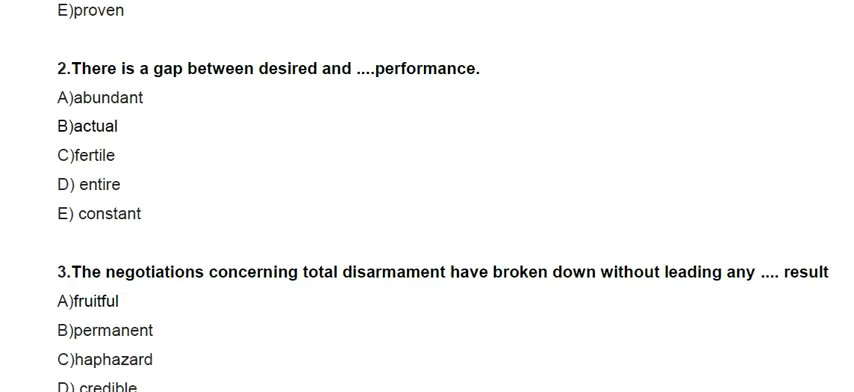 E)proven
2.There is a gap between desired and ....performance.
A)abundant
B)actual
C)fertile
D) entire
E) constant
3.The negotiations concerning total disarmament have broken down without leading any .... result
A)fruitful
B)permanent
C)haphazard
D) credible